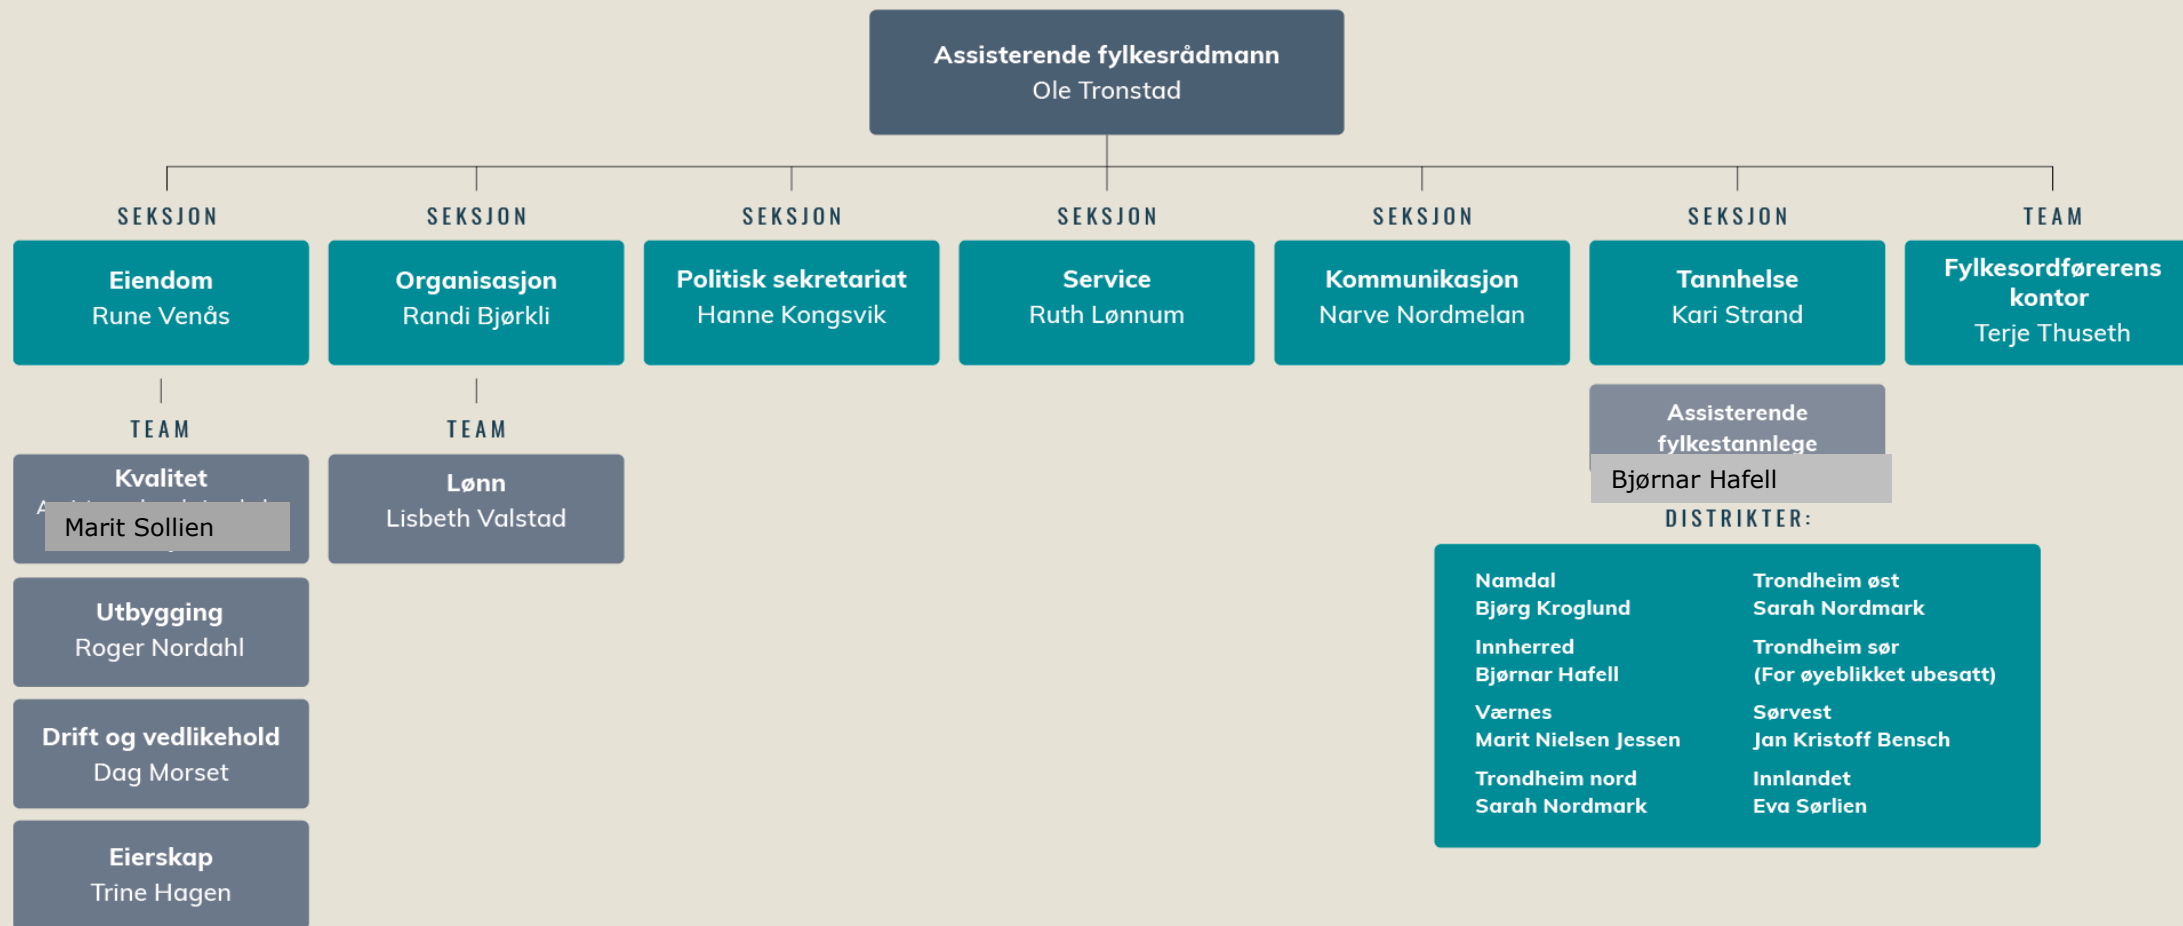 Assisterende fylkesrådmann
Ole Tronstad
SEKSJON
Eiendom
Rune Venås
TEAM
Kvalitet
Marit Sollien
Utbygging
Roger Nordahl
Drift og vedlikehold
Dag Morset
Eierskap
Trine Hagen
SEKSJON
Organisasjon
Randi Bjørkli
TEAM
Lønn
Lisbeth Valstad
SEKSJON
Politisk sekretariat
Hanne Kongsvik
SEKSJON
Service
Ruth Lønnum
SEKSJON
Kommunikasjon
Narve Nordmelan
SEKSJON
Tannhelse
Kari Strand
Assisterende
fylkestannlege
Bjørnar Hafell
DISTRIKTER:
Namdal
Bjørg Kroglund
Innherred
Bjørnar Hafell
Værnes
Marit Nielsen Jessen
Trondheim nord
Sarah Nordmark
Trondheim øst
Sarah Nordmark
Trondheim sør
(For øyeblikket ubesatt)
Sørvest
Jan Kristoff Bensch
Innlandet
Eva Sørlien
TEAM
Fylkesordførerens
kontor
Terje Thuseth